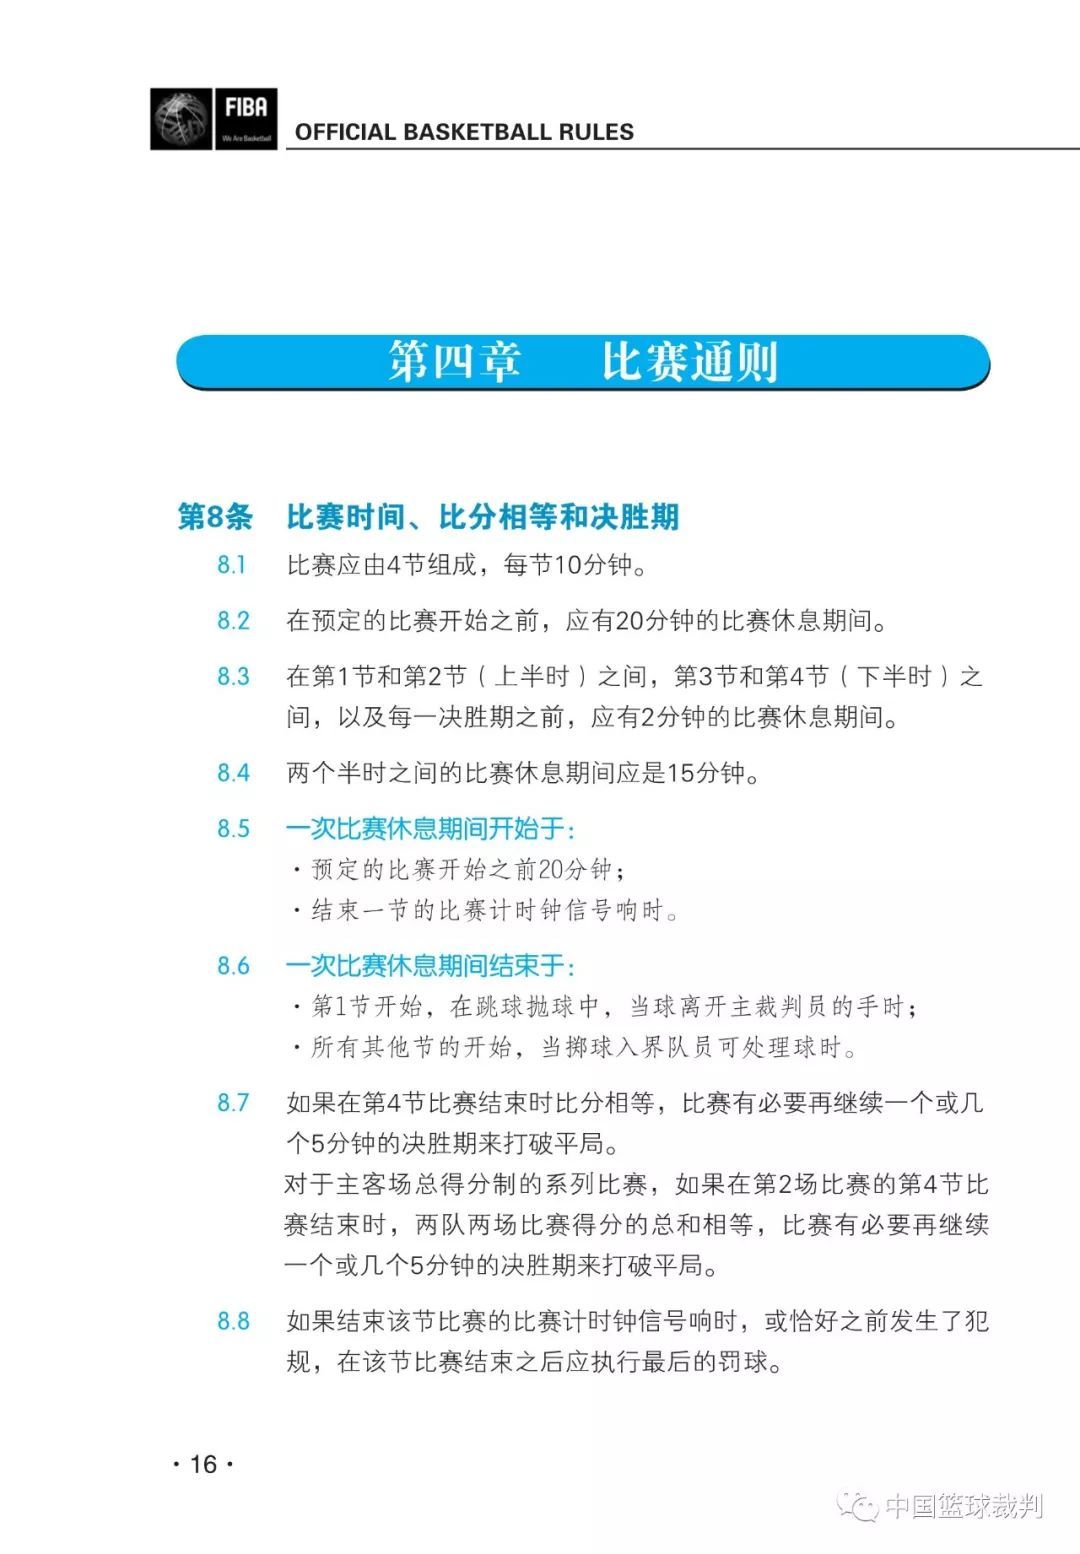 FIBA
We Are Basketball
OFFICIAL BASKETBALL RULES
第四章 比赛通则
第8条 比赛时间、比分相等和决胜期
8.1 比赛应由4节组成，每节10分钟。
8.2 在预定的比赛开始之前，应有20分钟的比赛休息期间。
8.3 在第1节和第2节（上半时）之间，第3节和第4节（下半时）之
间，以及每一决胜期之前，应有2分钟的比赛休息期间。
8.4 两个半时之间的比赛休息期间应是15分钟。
8.5 一次比赛休息期间开始于：
·预定的比赛开始之前20分钟；
·结束一节的比赛计时钟信号响时。
8.6 一次比赛休息期间结束于：
·第1节开始，在跳球抛球中，当球离开主裁判员的手时；
·所有其他节的开始，当掷球入界队员可处理球时。
8.7 如果在第4节比赛结束时比分相等，比赛有必要再继续一个或几
个5分钟的决胜期来打破平局。
对于主客场总得分制的系列比赛，如果在第2场比赛的第4节比
赛结束时，两队两场比赛得分的总和相等，比赛有必要再继续
一个或几个5分钟的决胜期来打破平局。
8.8 如果结束该节比赛的比赛计时钟信号响时，或恰好之前发生了犯
规，在该节比赛结束之后应执行最后的罚球。
·16·
中国篮球裁判